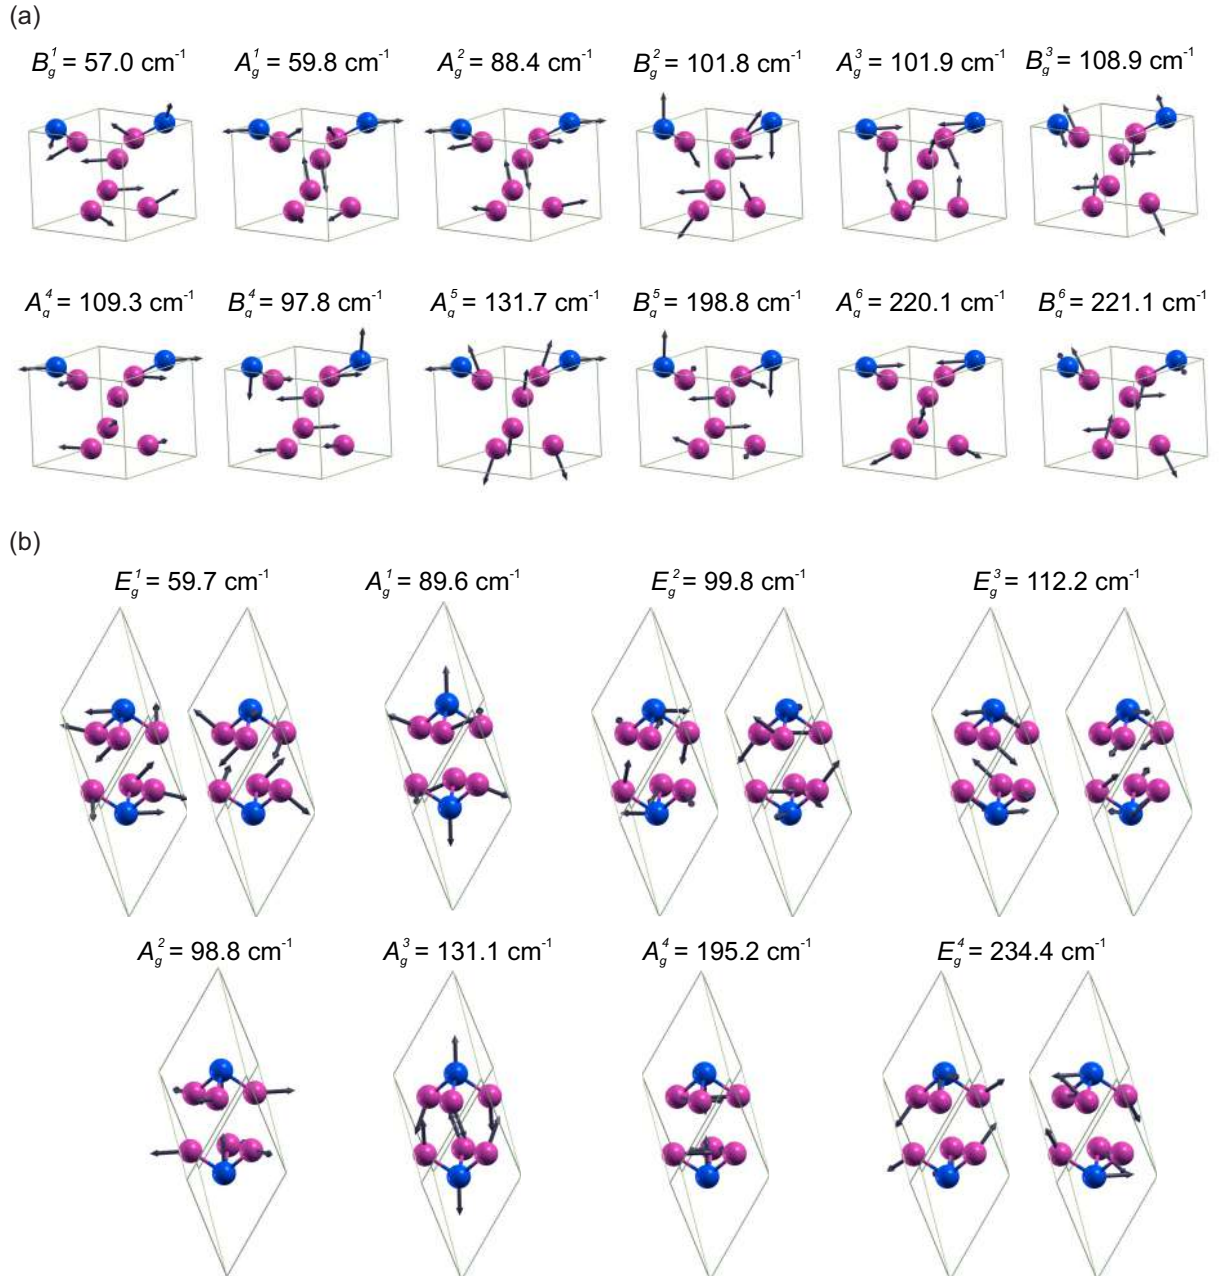 (a)
B_g^1 = 57.0 cm^-1 A_g^1 = 59.8 cm^-1 A_g^2 = 88.4 cm^-1 B_g^2 = 101.8 cm^-1 A_g^3 = 101.9 cm^-1 B_g^3 = 108.9 cm^-1
A_g^4 = 109.3 cm^-1 B_g^4 = 97.8 cm^-1 A_g^5 = 131.7 cm^-1 B_g^5 = 198.8 cm^-1 A_g^6 = 220.1 cm^-1 B_g^6 = 221.1 cm^-1
(b)
E_g^1 = 59.7 cm^-1 A_g^1 = 89.6 cm^-1 E_g^2 = 99.8 cm^-1 E_g^3 = 112.2 cm^-1
A_g^2 = 98.8 cm^-1 A_g^3 = 131.1 cm^-1 A_g^4 = 195.2 cm^-1 E_g^4 = 234.4 cm^-1